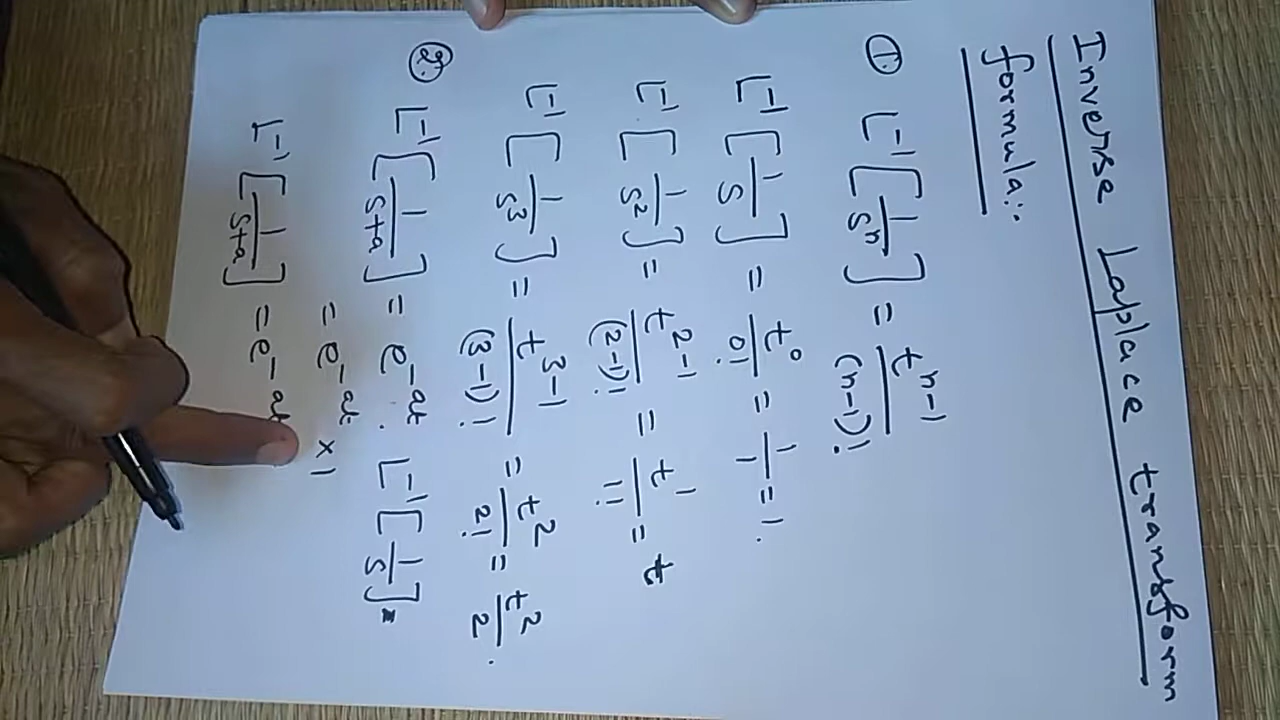 Inverse Laplace transform
formula:-
① L⁻¹[1/sⁿ] = tⁿ⁻¹/(n-1)!
L⁻¹[1/s] = t⁰/0! = 1/1 = 1.
L⁻¹[1/s²] = t²⁻¹/(2-1)! = t¹/1! = t
L⁻¹[1/s³] = t³⁻¹/(3-1)! = t²/2! = t²/2.
②. L⁻¹[1/s+a] = e⁻ᵃᵗ. L⁻¹[1/s]
= e⁻ᵃᵗ × 1
L⁻¹[1/s+a] = e⁻ᵃᵗ